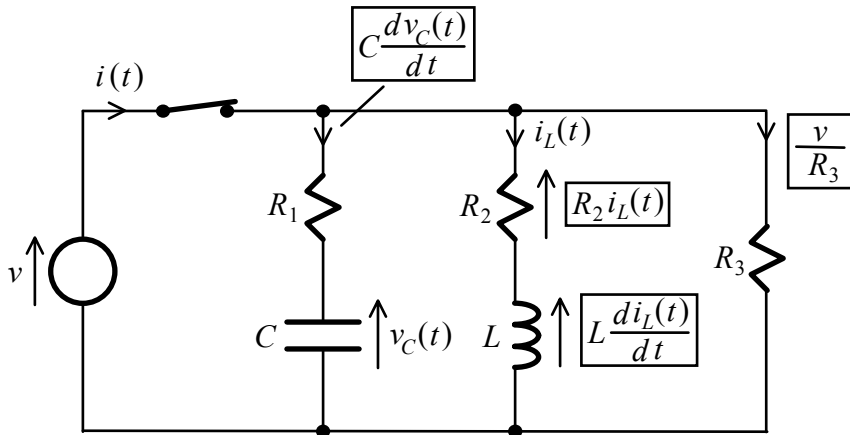 C dv_C(t)/dt
i(t)
i_L(t)
v/R_3
R_1
R_2
R_2 i_L(t)
R_3
v
C
v_C(t)
L
L di_L(t)/dt